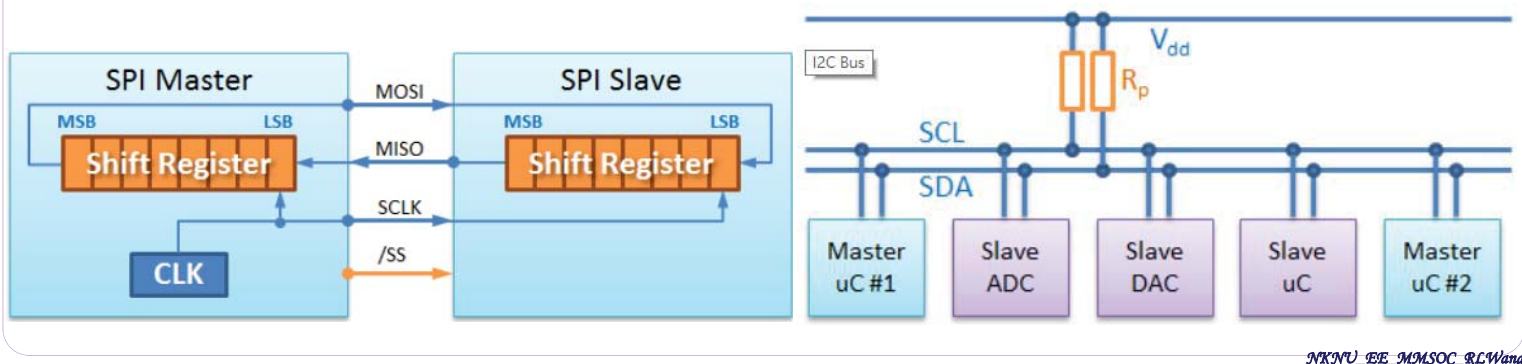 SPI Master
MSB
LSB
Shift Register
CLK
MOSI
MISO
SCLK
/SS
SPI Slave
MSB
LSB
Shift Register
I2C Bus
Vdd
Rp
SCL
SDA
Master
uC #1
Slave
ADC
Slave
DAC
Slave
uC
Master
uC #2
NKNU EE MMSOC RLWang